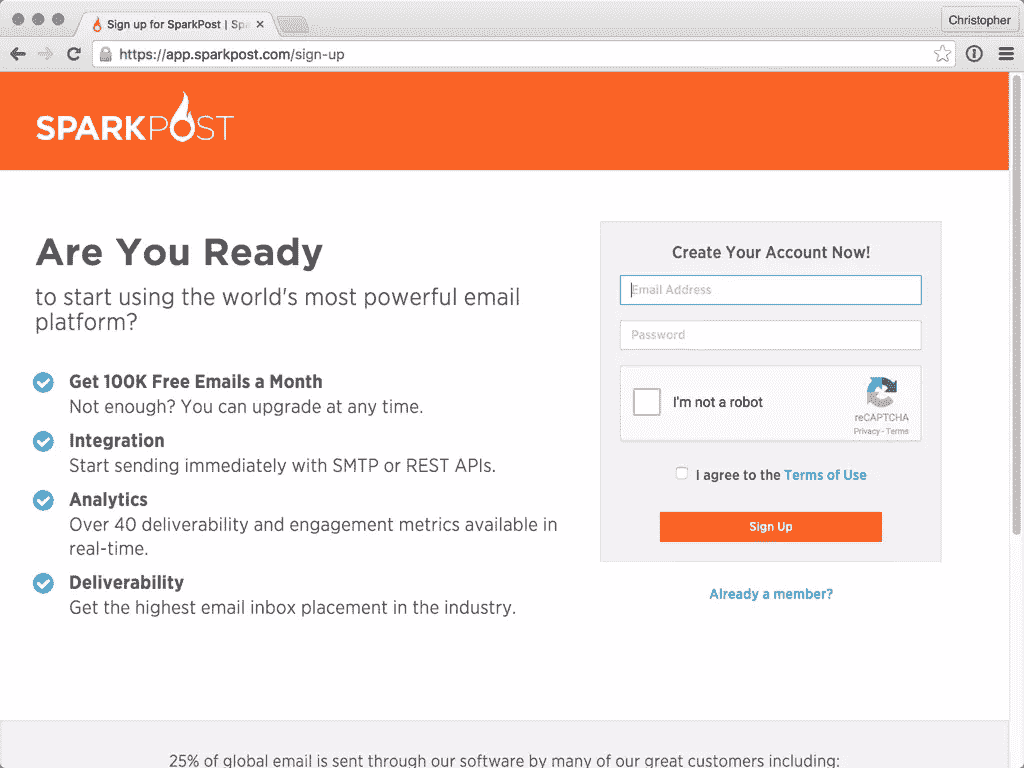 Sign up for SparkPost | Spa
Christopher
https://app.sparkpost.com/sign-up
SPARKPOST
Are You Ready
to start using the world's most powerful email
platform?
Get 100K Free Emails a Month
Not enough? You can upgrade at any time.
Integration
Start sending immediately with SMTP or REST APIs.
Analytics
Over 40 deliverability and engagement metrics available in
real-time.
Deliverability
Get the highest email inbox placement in the industry.
Create Your Account Now!
Email Address
Password
I'm not a robot
reCAPTCHA
Privacy - Terms
I agree to the Terms of Use
Sign Up
Already a member?
25% of global email is sent through our software by many of our great customers including: